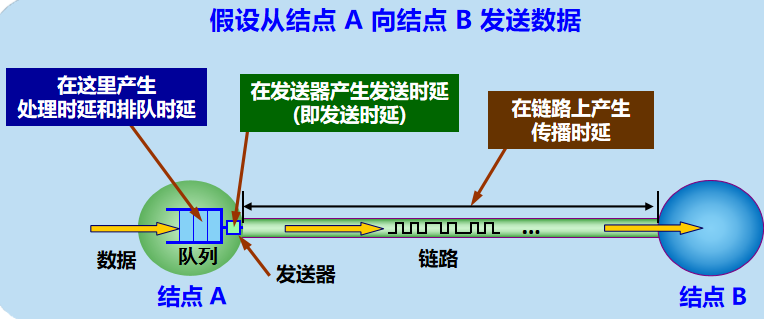 假设从结点 A 向结点 B 发送数据
在这里产生
处理时延和排队时延
在发送器产生发送时延
(即发送时延)
在链路上产生
传播时延
...
数据
队列
发送器
链路
结点 A
结点 B